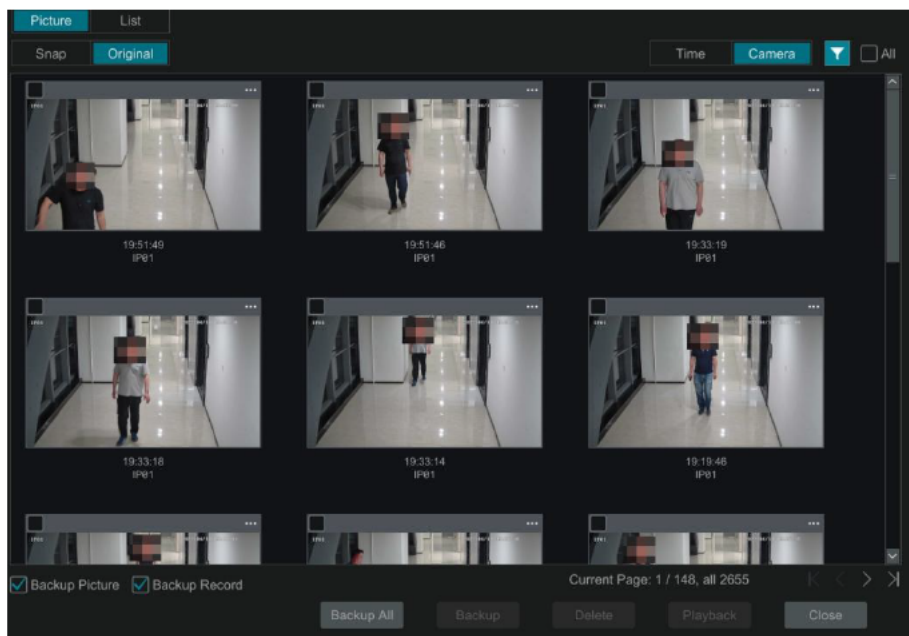 Picture List
Snap Original Time Camera All
19:51:49 19:51:46 19:33:19
IP01 IP01 IP01
19:33:18 19:33:14 19:19:46
IP01 IP01 IP01
Backup Picture Backup Record Current Page: 1 / 148, all 2655
Backup All Backup Delete Playback Close